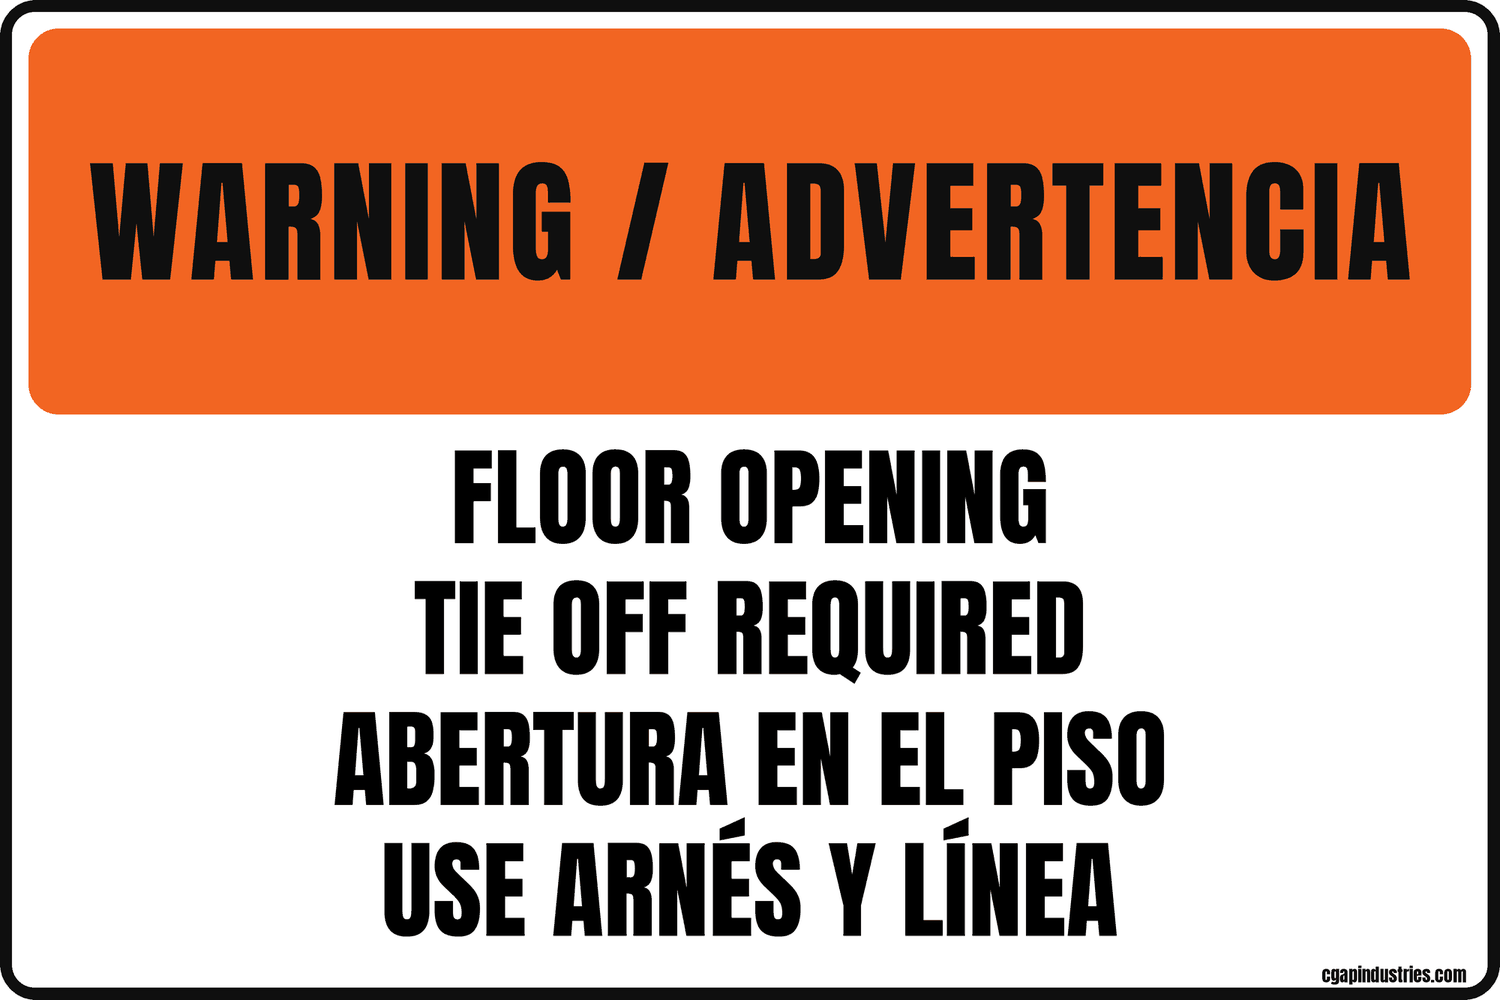 WARNING / ADVERTENCIA
FLOOR OPENING
TIE OFF REQUIRED
ABERTURA EN EL PISO
USE ARNÉS Y LÍNEA
cgapindustries.com